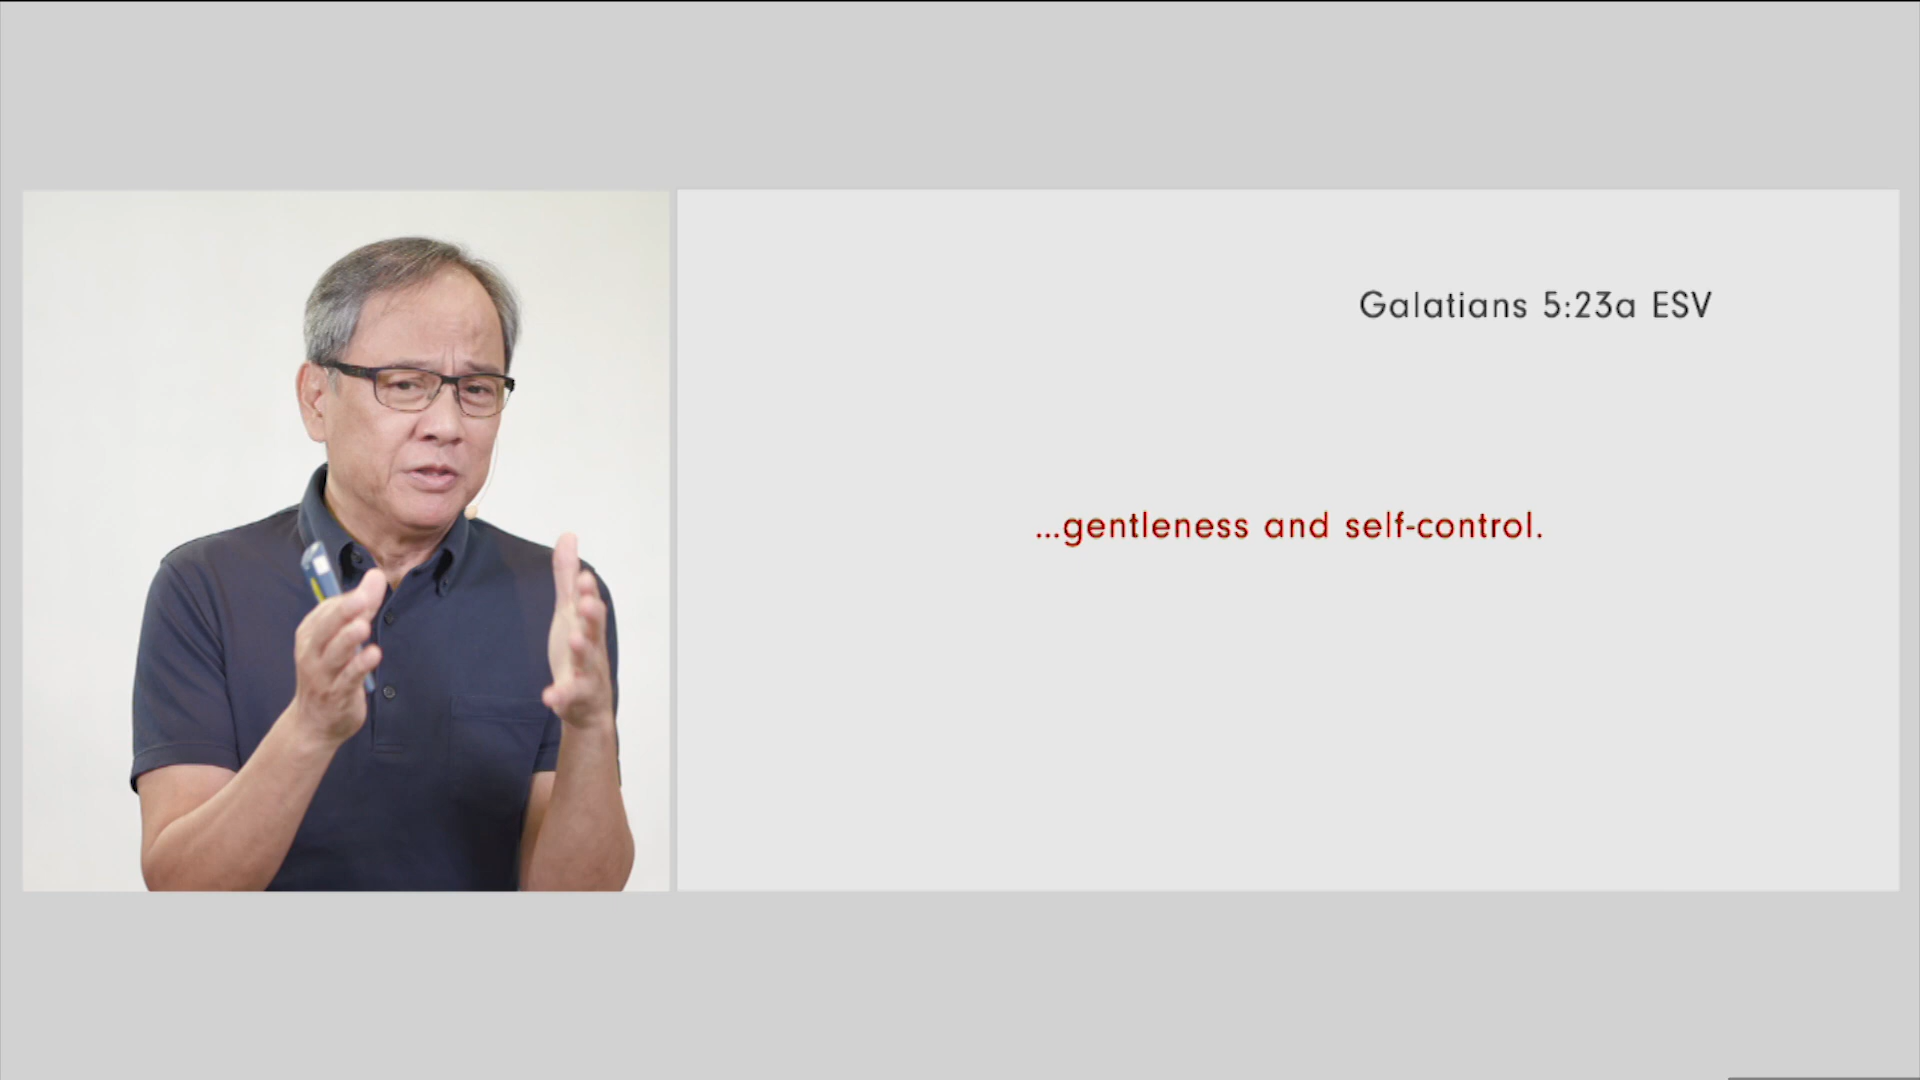 Galatians 5:23a ESV
...gentleness and self-control.